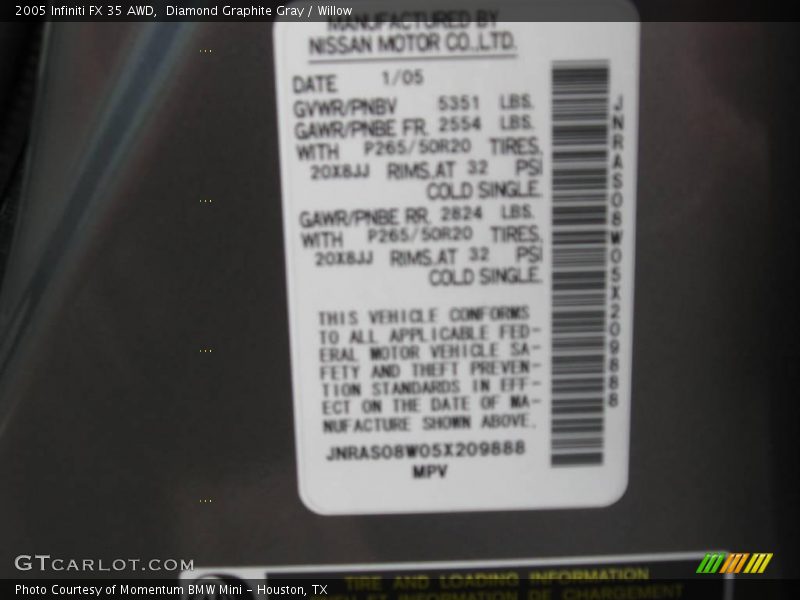 2005 Infiniti FX 35 AWD,  Diamond Graphite Gray / Willow
MANUFACTURED BY
NISSAN MOTOR CO.,LTD.
DATE 1/05
GVWR/PNBV 5351 LBS.
GAWR/PNBE FR. 2554 LBS.
WITH P265/50R20 TIRES,
20X8JJ RIMS,AT 32 PSI
COLD SINGLE.
GAWR/PNBE RR. 2824 LBS.
WITH P265/50R20 TIRES,
20X8JJ RIMS,AT 32 PSI
COLD SINGLE.
THIS VEHICLE CONFORMS
TO ALL APPLICABLE FED-
ERAL MOTOR VEHICLE SA-
FETY AND THEFT PREVEN-
TION STANDARDS IN EFF-
ECT ON THE DATE OF MA-
NUFACTURE SHOWN ABOVE.
JNRAS08W05X209888
MPV
JNRAS08W05X209888
TIRE AND LOADING INFORMATION
INFORMATION DE CHARGEMENT
GTCARLOT.COM
Photo Courtesy of Momentum BMW Mini - Houston, TX